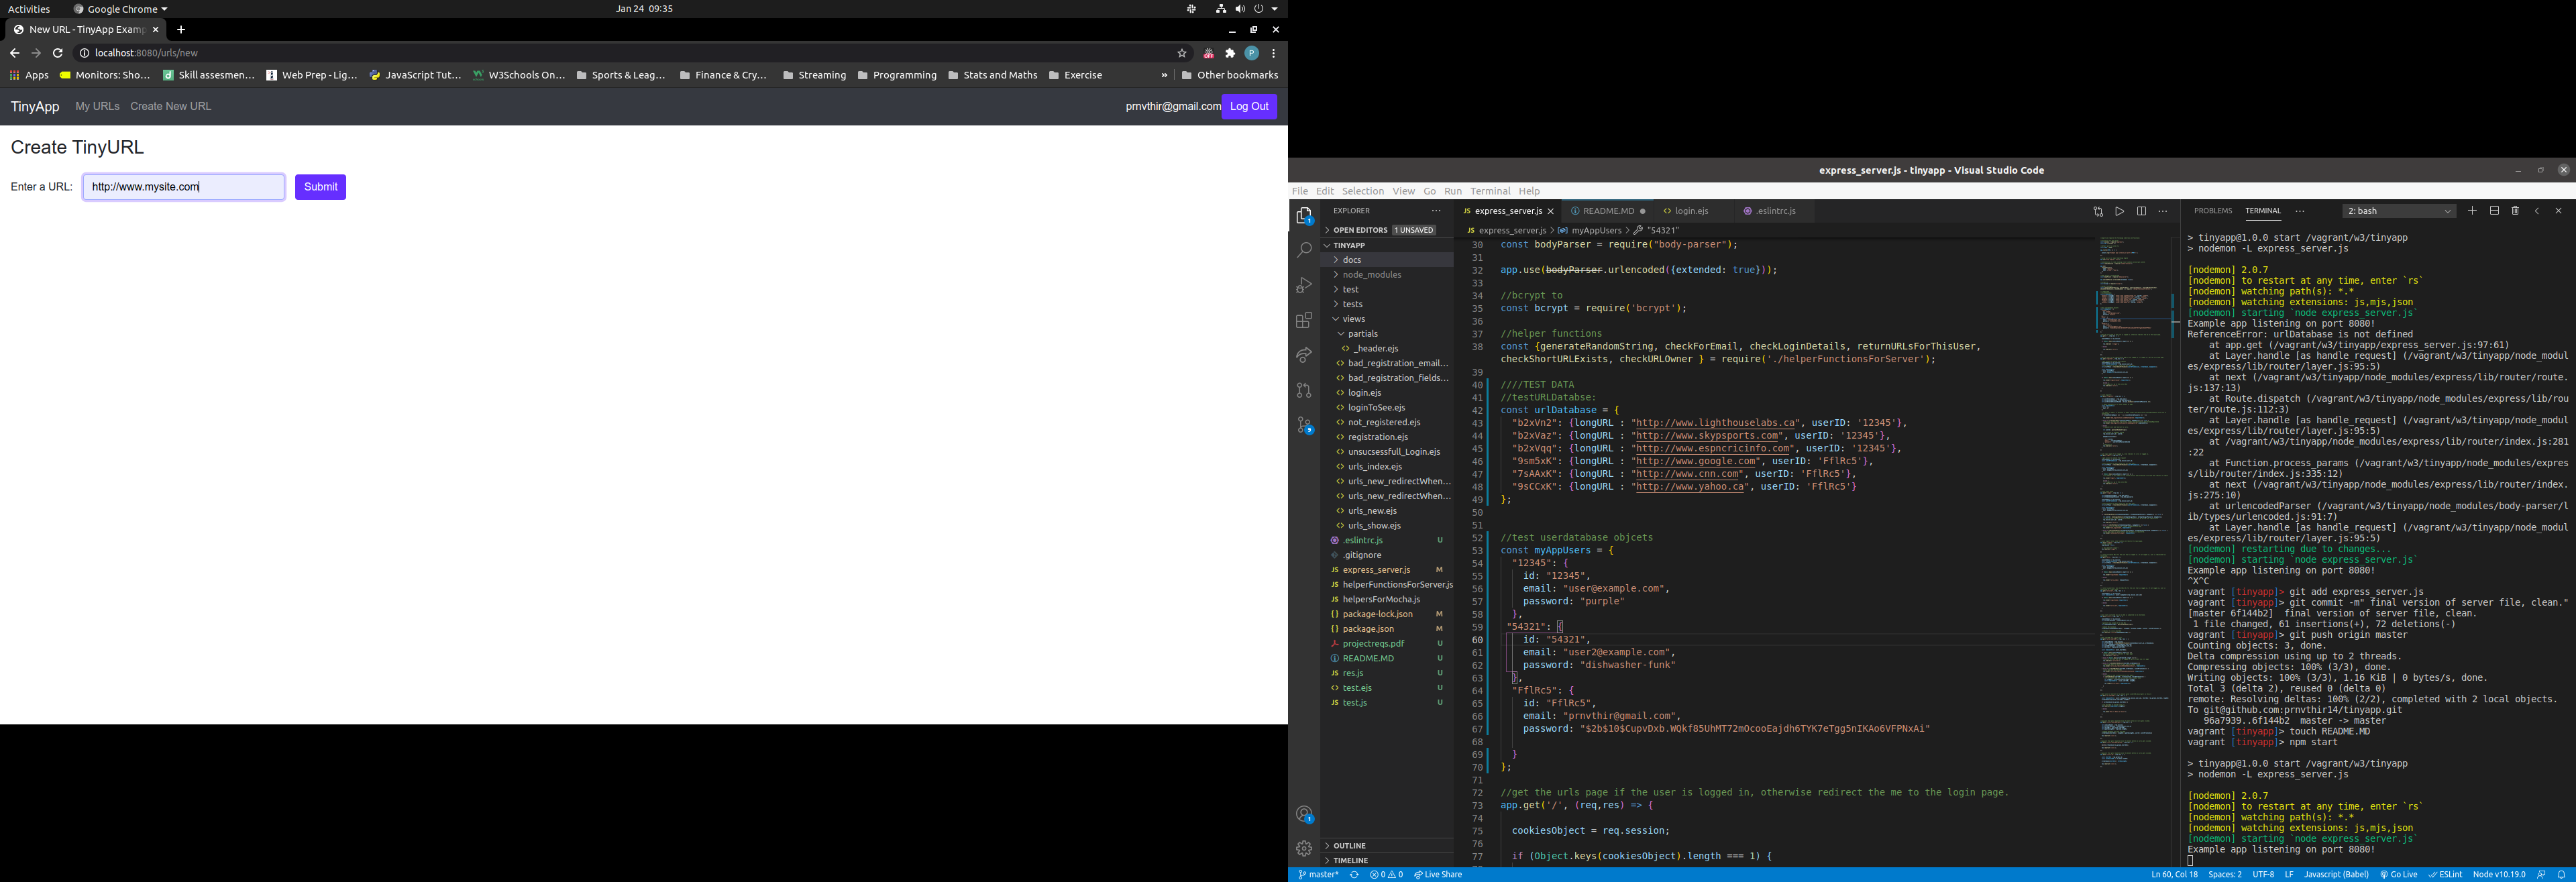 Activities
Google Chrome
Jan 24 09:35
New URL - TinyApp Examp
localhost:8080/urls/new
Apps
Monitors: Sho...
Skill assesmen...
Web Prep - Lig...
JavaScript Tut...
W3Schools On...
Sports & Leag...
Finance & Cry...
Streaming
Programming
Stats and Maths
Exercise
»
Other bookmarks
TinyApp
My URLs
Create New URL
prnvthir@gmail.com
Log Out
Create TinyURL
Enter a URL:
http://www.mysite.com
Submit
express_server.js - tinyapp - Visual Studio Code
File Edit Selection View Go Run Terminal Help
EXPLORER
OPEN EDITORS 1 UNSAVED
TINYAPP
docs
node_modules
test
tests
views
partials
_header.ejs
bad_registration_email...
bad_registration_fields...
login.ejs
loginToSee.ejs
not_registered.ejs
registration.ejs
unsucsessfull_Login.ejs
urls_index.ejs
urls_new_redirectWhen...
urls_new_redirectWhen...
urls_new.ejs
urls_show.ejs
.eslintrc.js U
.gitignore
express_server.js M
helperFunctionsForServer.js
helpersForMocha.js
package-lock.json M
package.json M
projectreqs.pdf U
README.MD U
res.js U
test.ejs U
test.js U
OUTLINE
TIMELINE
express_server.js
README.MD
login.ejs
.eslintrc.js
express_server.js > myAppUsers > "54321"
30 const bodyParser = require("body-parser");
31
32 app.use(bodyParser.urlencoded({extended: true}));
33
34 //bcrypt to
35 const bcrypt = require('bcrypt');
36
37 //helper functions
38 const {generateRandomString, checkForEmail, checkLoginDetails, returnURLsForThisUser,
checkShortURLExists, checkURLOwner } = require('./helperFunctionsForServer');
39
40 ////TEST DATA
41 //testURLDatabse:
42 const urlDatabase = {
43 "b2xVn2": {longURL : "http://www.lighthouselabs.ca", userID: '12345'},
44 "b2xVaz": {longURL : "http://www.skypsports.com", userID: '12345'},
45 "b2xVqq": {longURL : "http://www.espncricinfo.com", userID: '12345'},
46 "9sm5xK": {longURL : "http://www.google.com", userID: 'FflRc5'},
47 "7sAAxK": {longURL : "http://www.cnn.com", userID: 'FflRc5'},
48 "9sCCxK": {longURL : "http://www.yahoo.ca", userID: 'FflRc5'}
49 };
50
51
52 //test userdatabase objcets
53 const myAppUsers = {
54 "12345": {
55 id: "12345",
56 email: "user@example.com",
57 password: "purple"
58 },
59 "54321": {
60 id: "54321",
61 email: "user2@example.com",
62 password: "dishwasher-funk"
63 },
64 "FflRc5": {
65 id: "FflRc5",
66 email: "prnvthir@gmail.com",
67 password: "$2b$10$CupvDxb.WQkf85UhMT72mOcooEajdh6TYK7eTgg5nIKAo6VFPNxAi"
68
69 }
70 };
71
72 //get the urls page if the user is logged in, otherwise redirect the me to the login page.
73 app.get('/', (req,res) => {
74
75 cookiesObject = req.session;
76
77 if (Object.keys(cookiesObject).length === 1) {
PROBLEMS TERMINAL
2: bash
> tinyapp@1.0.0 start /vagrant/w3/tinyapp
> nodemon -L express_server.js
[nodemon] 2.0.7
[nodemon] to restart at any time, enter `rs`
[nodemon] watching path(s): *.*
[nodemon] watching extensions: js,mjs,json
[nodemon] starting `node express_server.js`
Example app listening on port 8080!
ReferenceError: urlDatabase is not defined
at app.get (/vagrant/w3/tinyapp/express_server.js:97:61)
at Layer.handle [as handle_request] (/vagrant/w3/tinyapp/node_modul
es/express/lib/router/layer.js:95:5)
at next (/vagrant/w3/tinyapp/node_modules/express/lib/router/route.
js:137:13)
at Route.dispatch (/vagrant/w3/tinyapp/node_modules/express/lib/rou
ter/route.js:112:3)
at Layer.handle [as handle_request] (/vagrant/w3/tinyapp/node_modul
es/express/lib/router/layer.js:95:5)
at /vagrant/w3/tinyapp/node_modules/express/lib/router/index.js:281
:22
at Function.process_params (/vagrant/w3/tinyapp/node_modules/expres
s/lib/router/index.js:335:12)
at next (/vagrant/w3/tinyapp/node_modules/express/lib/router/index.
js:275:10)
at urlencodedParser (/vagrant/w3/tinyapp/node_modules/body-parser/l
ib/types/urlencoded.js:91:7)
at Layer.handle [as handle_request] (/vagrant/w3/tinyapp/node_modul
es/express/lib/router/layer.js:95:5)
[nodemon] restarting due to changes...
[nodemon] starting `node express_server.js`
Example app listening on port 8080!
^X^C
vagrant [tinyapp]> git add express_server.js
vagrant [tinyapp]> git commit -m" final version of server file, clean."
[master 6f144b2] final version of server file, clean.
1 file changed, 61 insertions(+), 72 deletions(-)
vagrant [tinyapp]> git push origin master
Counting objects: 3, done.
Delta compression using up to 2 threads.
Compressing objects: 100% (3/3), done.
Writing objects: 100% (3/3), 1.16 KiB | 0 bytes/s, done.
Total 3 (delta 2), reused 0 (delta 0)
remote: Resolving deltas: 100% (2/2), completed with 2 local objects.
To git@github.com:prnvthir14/tinyapp.git
96a7939..6f144b2 master -> master
vagrant [tinyapp]> touch README.MD
vagrant [tinyapp]> npm start
> tinyapp@1.0.0 start /vagrant/w3/tinyapp
> nodemon -L express_server.js
[nodemon] 2.0.7
[nodemon] to restart at any time, enter `rs`
[nodemon] watching path(s): *.*
[nodemon] watching extensions: js,mjs,json
[nodemon] starting `node express_server.js`
Example app listening on port 8080!
master* 0 0 Live Share
Ln 60, Col 18 Spaces: 2 UTF-8 LF Javascript (Babel) Go Live ESLint Node v10.19.0